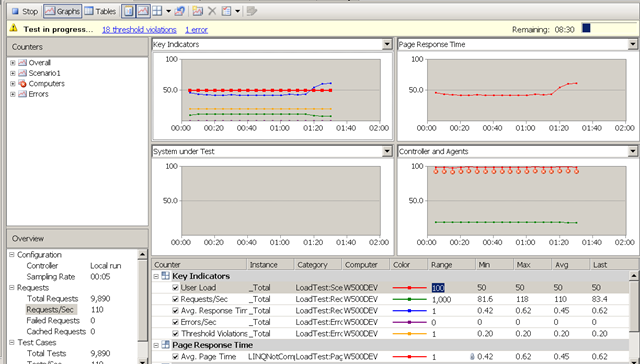 Stop Graphs Tables
Test in progress... 18 threshold violations 1 error Remaining: 08:30
Counters
Overall
Scenario1
Computers
Errors
Key Indicators
100
50.0
00:00 00:20 00:40 01:00 01:20 01:40 02:00
Page Response Time
100
50.0
00:00 00:20 00:40 01:00 01:20 01:40 02:00
System under Test
100
50.0
00:00 00:20 00:40 01:00 01:20 01:40 02:00
Controller and Agents
100
50.0
00:00 00:20 00:40 01:00 01:20 01:40 02:00
Overview
Configuration
Controller Local run
Sampling Rate 00:05
Requests
Total Requests 9,890
Requests/Sec 110
Failed Requests 0
Cached Requests 0
Test Cases
Total Tests 9,890
Counter Instance Category Computer Color Range Min Max Avg Last
Key Indicators
User Load _Total LoadTest:Sce W500DEV 100 50 50 50 50
Requests/Sec _Total LoadTest:Rec W500DEV 1,000 81.6 118 110 83.4
Avg. Response Tim _Total LoadTest:Rec W500DEV 1 0.42 0.62 0.45 0.62
Errors/Sec _Total LoadTest:Erro W500DEV 1 0 0 0 0
Threshold Violations _Total LoadTest:Erro W500DEV 1 0.20 0.20 0.20 0.20
Page Response Time
Avg. Page Time LINQNotComp LoadTest:Pag W500DEV 1 0.42 0.62 0.45 0.62